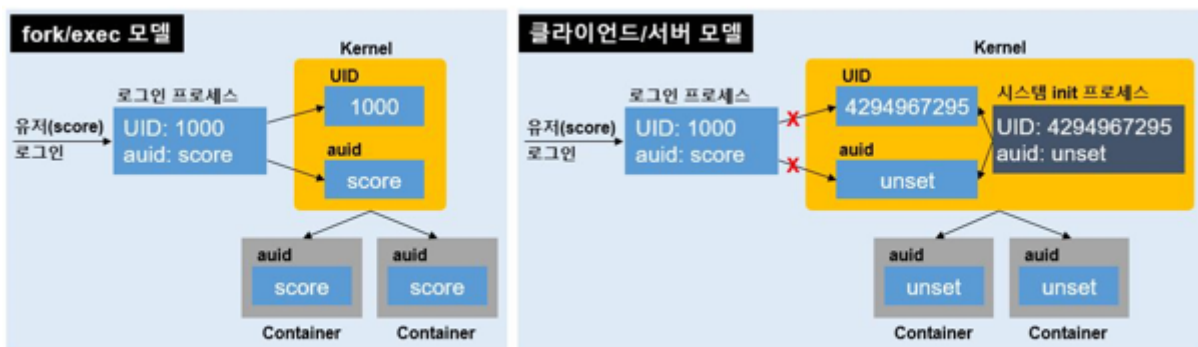 fork/exec 모델
Kernel
UID
1000
로그인 프로세스
유저(score)
로그인
UID: 1000
auid: score
auid
score
auid
score
auid
score
Container
Container
클라이언드/서버 모델
Kernel
UID
4294967295
로그인 프로세스
유저(score)
로그인
UID: 1000
auid: score
X
X
시스템 init 프로세스
UID: 4294967295
auid: unset
auid
unset
auid
unset
auid
unset
Container
Container